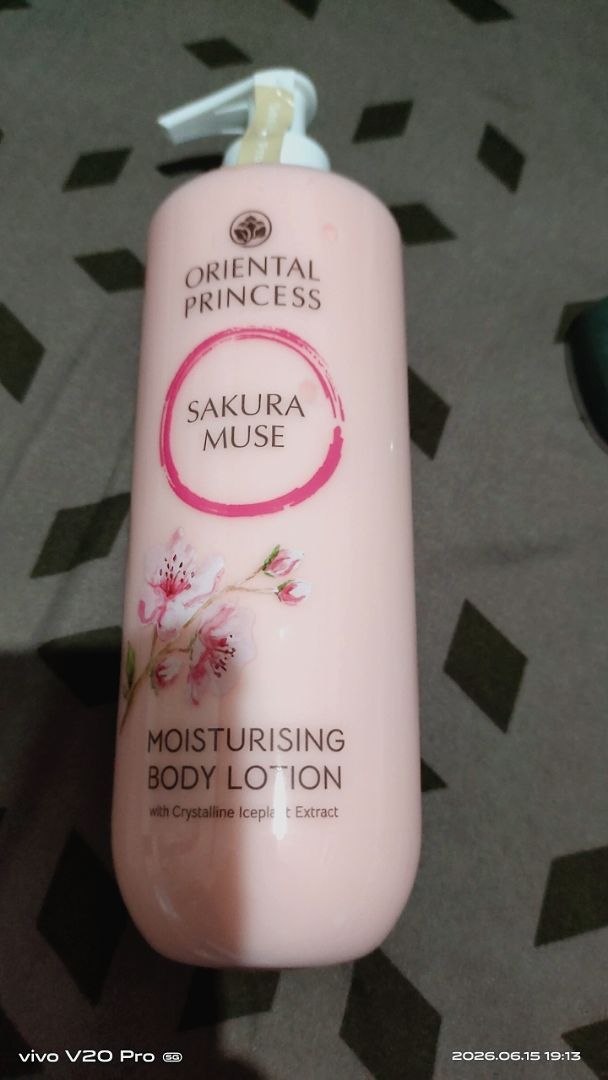 ORIENTAL
PRINCESS
SAKURA
MUSE
MOISTURISING
BODY LOTION
with Crystalline Iceplant Extract
vivo V20 Pro 5G
2026.06.15 19:13